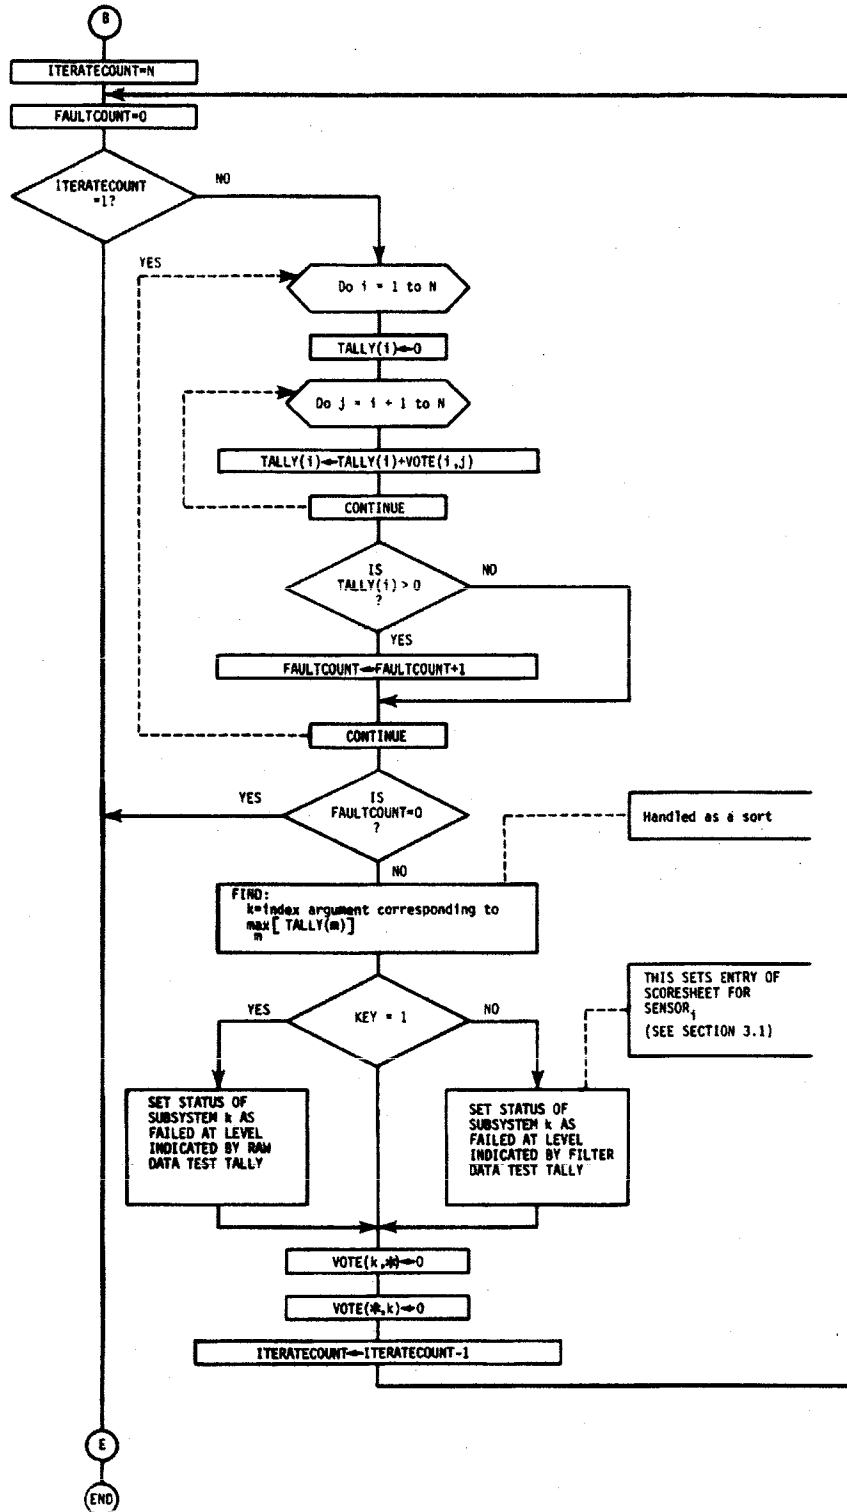 B
ITERATECOUNT=N
FAULTCOUNT=0
ITERATECOUNT
=1?
NO
YES
Do i = 1 to N
TALLY(i)←0
Do j = i + 1 to N
TALLY(i)←TALLY(i)+VOTE(i,j)
CONTINUE
IS
TALLY(i)>0
?
NO
YES
FAULTCOUNT←FAULTCOUNT+1
CONTINUE
IS
FAULTCOUNT=0
?
YES
NO
Handled as a sort
FIND:
k=index argument corresponding to
max[ TALLY(m)]
m
THIS SETS ENTRY OF
SCORESHEET FOR
SENSORi
(SEE SECTION 3.1)
KEY = 1
YES
NO
SET STATUS OF
SUBSYSTEM k AS
FAILED AT LEVEL
INDICATED BY RAW
DATA TEST TALLY
SET STATUS OF
SUBSYSTEM k AS
FAILED AT LEVEL
INDICATED BY FILTER
DATA TEST TALLY
VOTE(k,*)←0
VOTE(*,k)←0
ITERATECOUNT←ITERATECOUNT-1
E
END